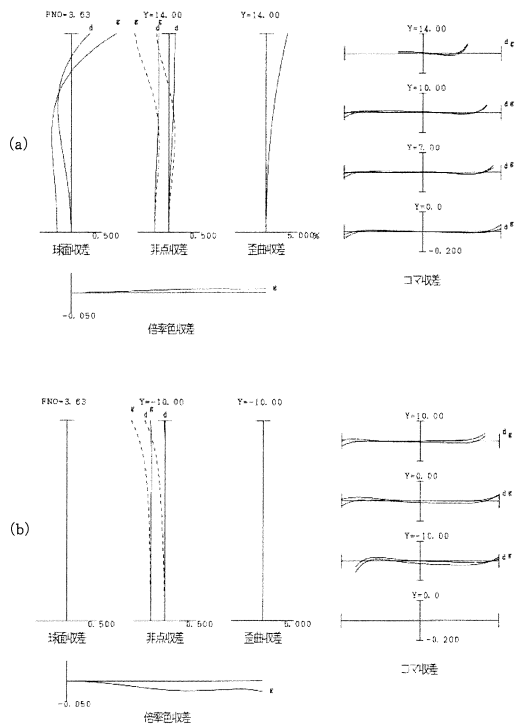 (a)
FNO=3.63
d
g
0.500
球面収差
Y=14.00
g
g
d
d
0.500
非点収差
Y=14.00
5.000%
歪曲収差
g
-0.050
倍率色収差
Y=14.00
d g
Y=10.00
d g
Y=7.00
d g
Y=0.0
d g
-0.200
コマ収差
(b)
FNO=3.63
0.500
球面収差
Y=-10.00
g
g
d
d
0.500
非点収差
Y=-10.00
5.000
歪曲収差
g
-0.050
倍率色収差
Y=10.00
d g
Y=0.00
d g
Y=-10.00
d g
Y=0.0
-0.200
コマ収差